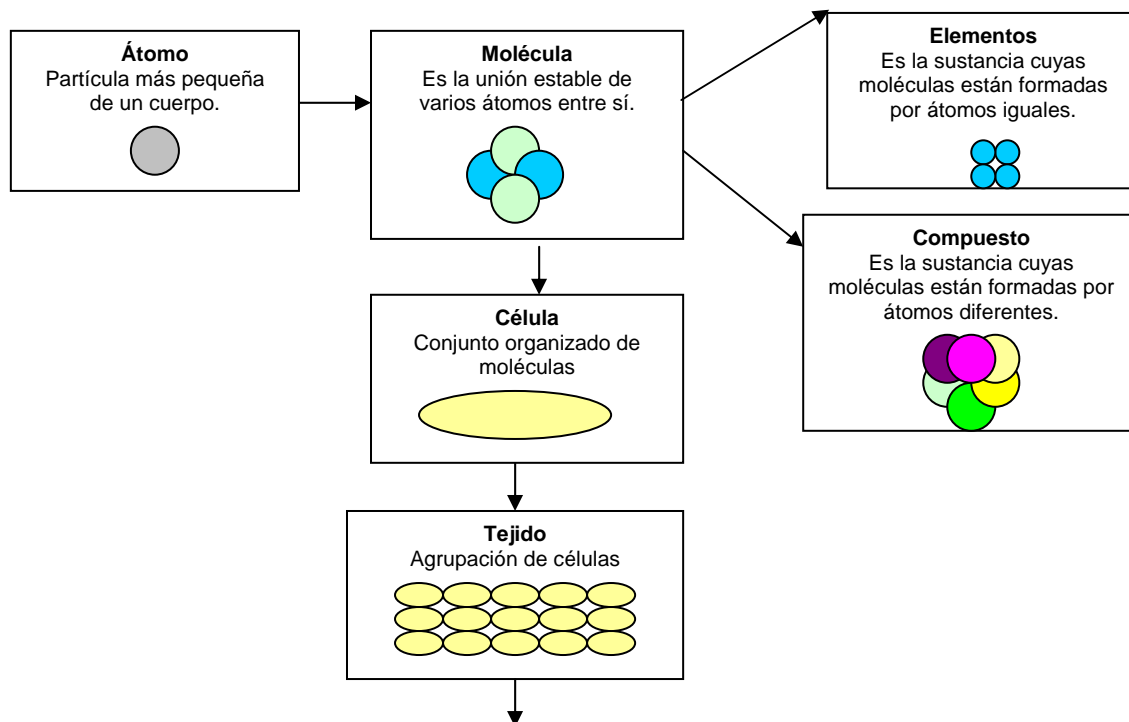 Átomo
Partícula más pequeña
de un cuerpo.
Molécula
Es la unión estable de
varios átomos entre sí.
Elementos
Es la sustancia cuyas
moléculas están formadas
por átomos iguales.
Compuesto
Es la sustancia cuyas
moléculas están formadas por
átomos diferentes.
Célula
Conjunto organizado de
moléculas
Tejido
Agrupación de células